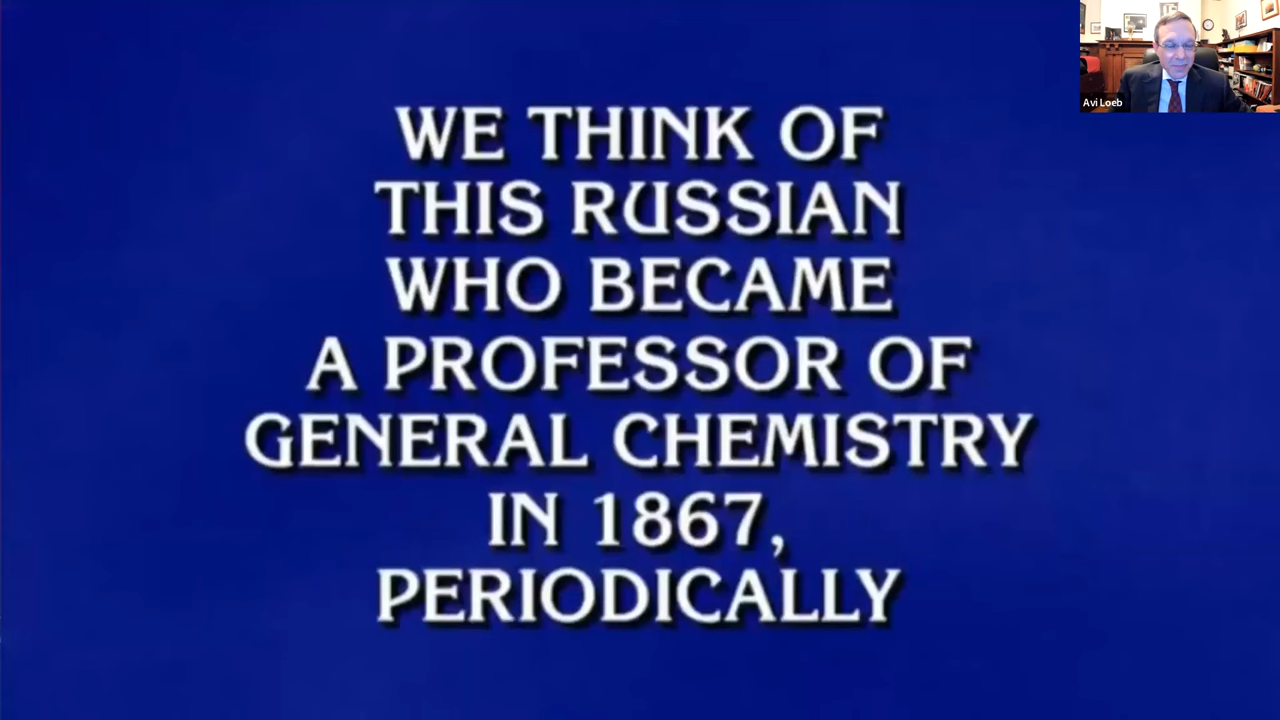 WE THINK OF
THIS RUSSIAN
WHO BECAME
A PROFESSOR OF
GENERAL CHEMISTRY
IN 1867,
PERIODICALLY
Avi Loeb